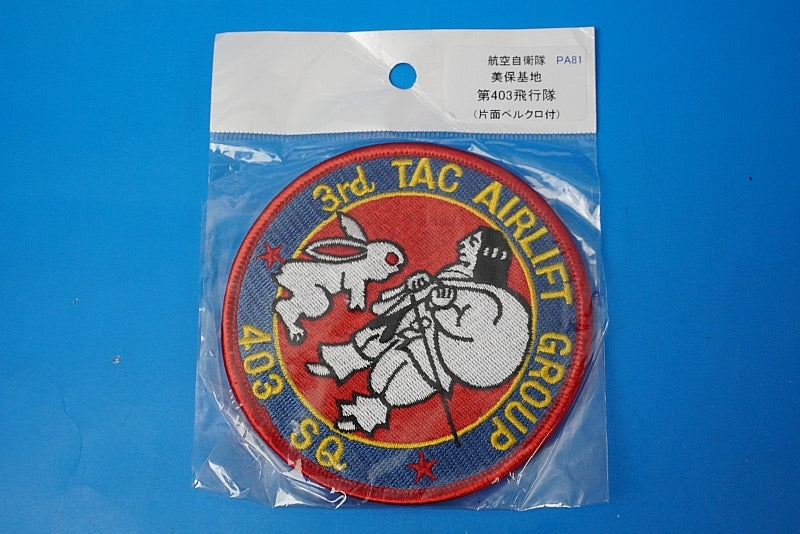 航空自衛隊 PA81
美保基地
第403飛行隊
（片面ベルクロ付）
3rd TAC AIRLIFT GROUP
403 SQ